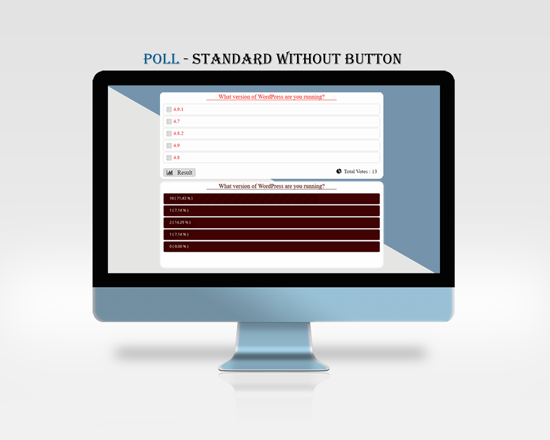 POLL - STANDARD WITHOUT BUTTON
What version of WordPress are you running?
4.9.1
4.7
4.8.2
4.9
4.8
Result
Total Votes : 13
What version of WordPress are you running?
10 ( 71.43 % )
1 ( 7.14 % )
2 ( 14.29 % )
1 ( 7.14 % )
0 ( 0.00 % )